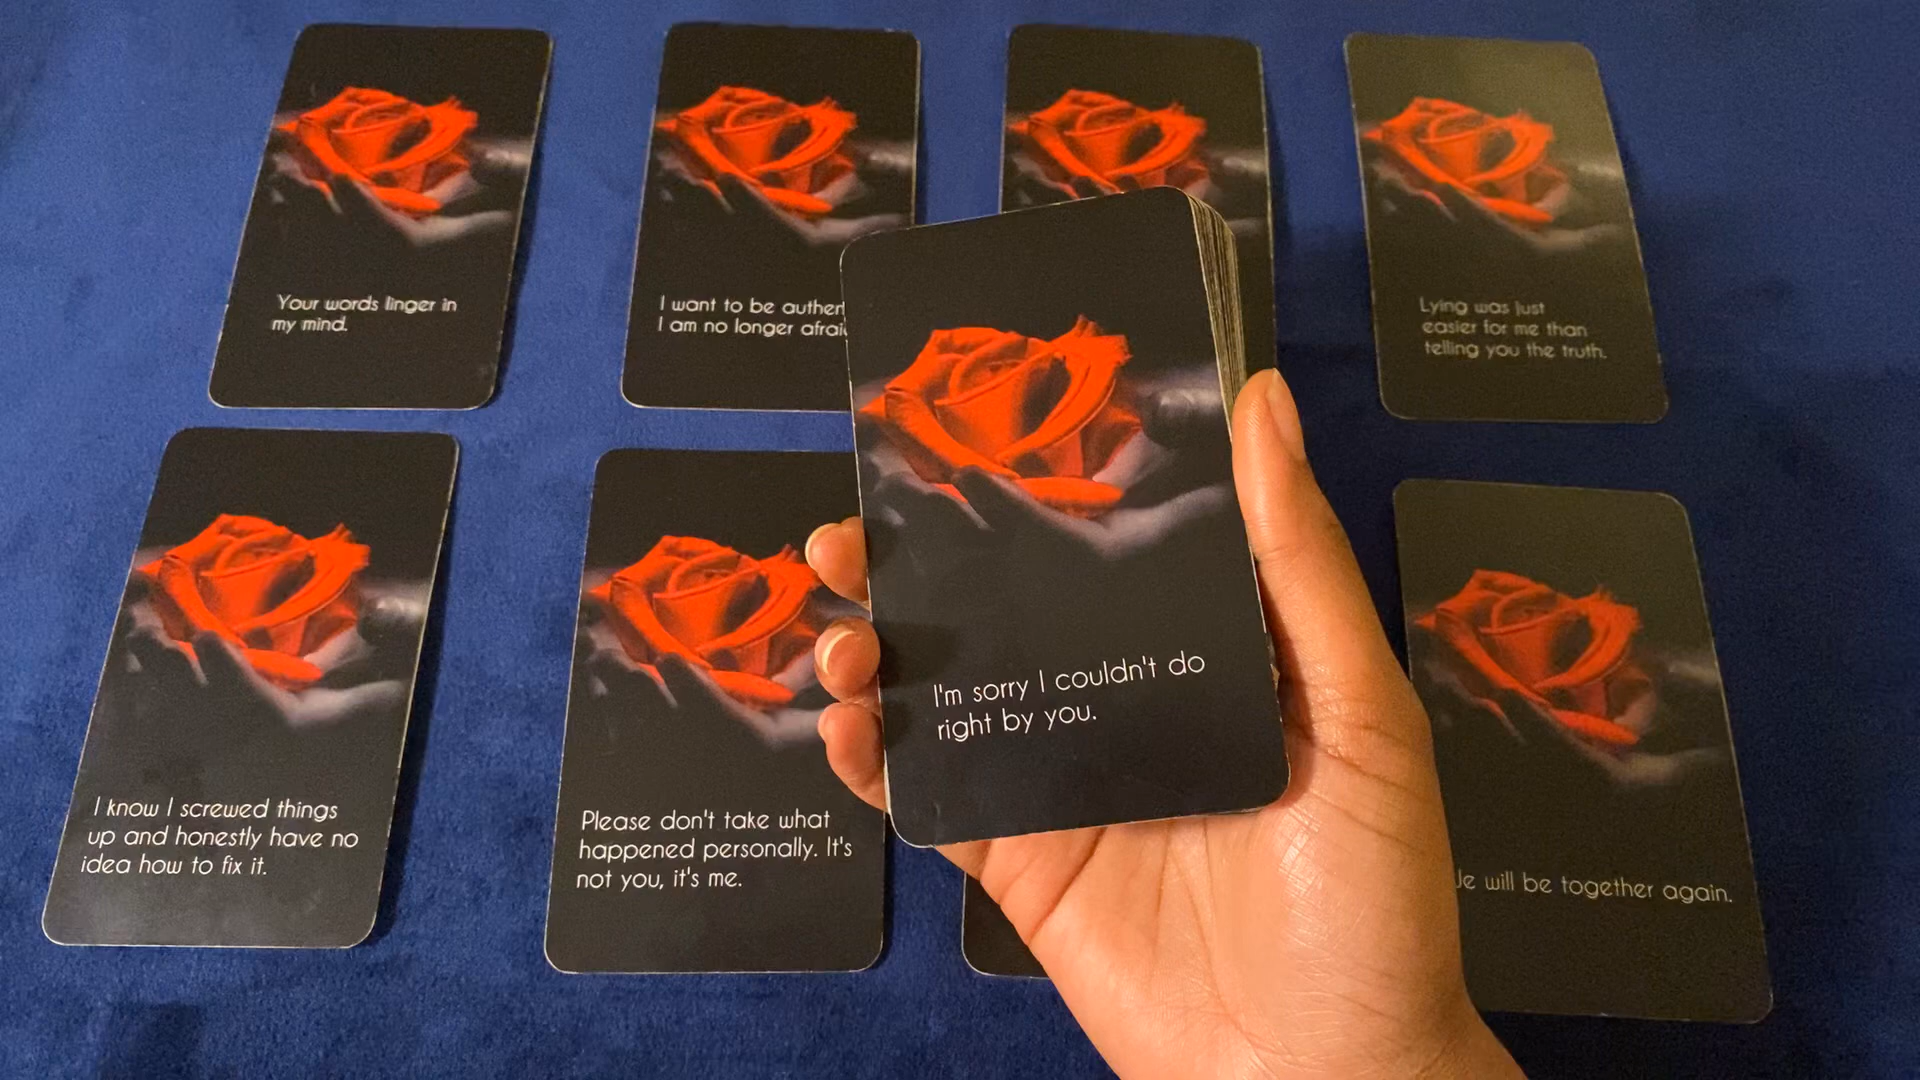 Your words linger in
my mind.
I want to be
I am no longer
Lying was just
easier for me than
telling you the truth.
I'm sorry I couldn't do
right by you.
I know I screwed things
up and honestly have no
idea how to fix it.
Please don't take what
happened personally. It's
not you, it's me.
will be together again.